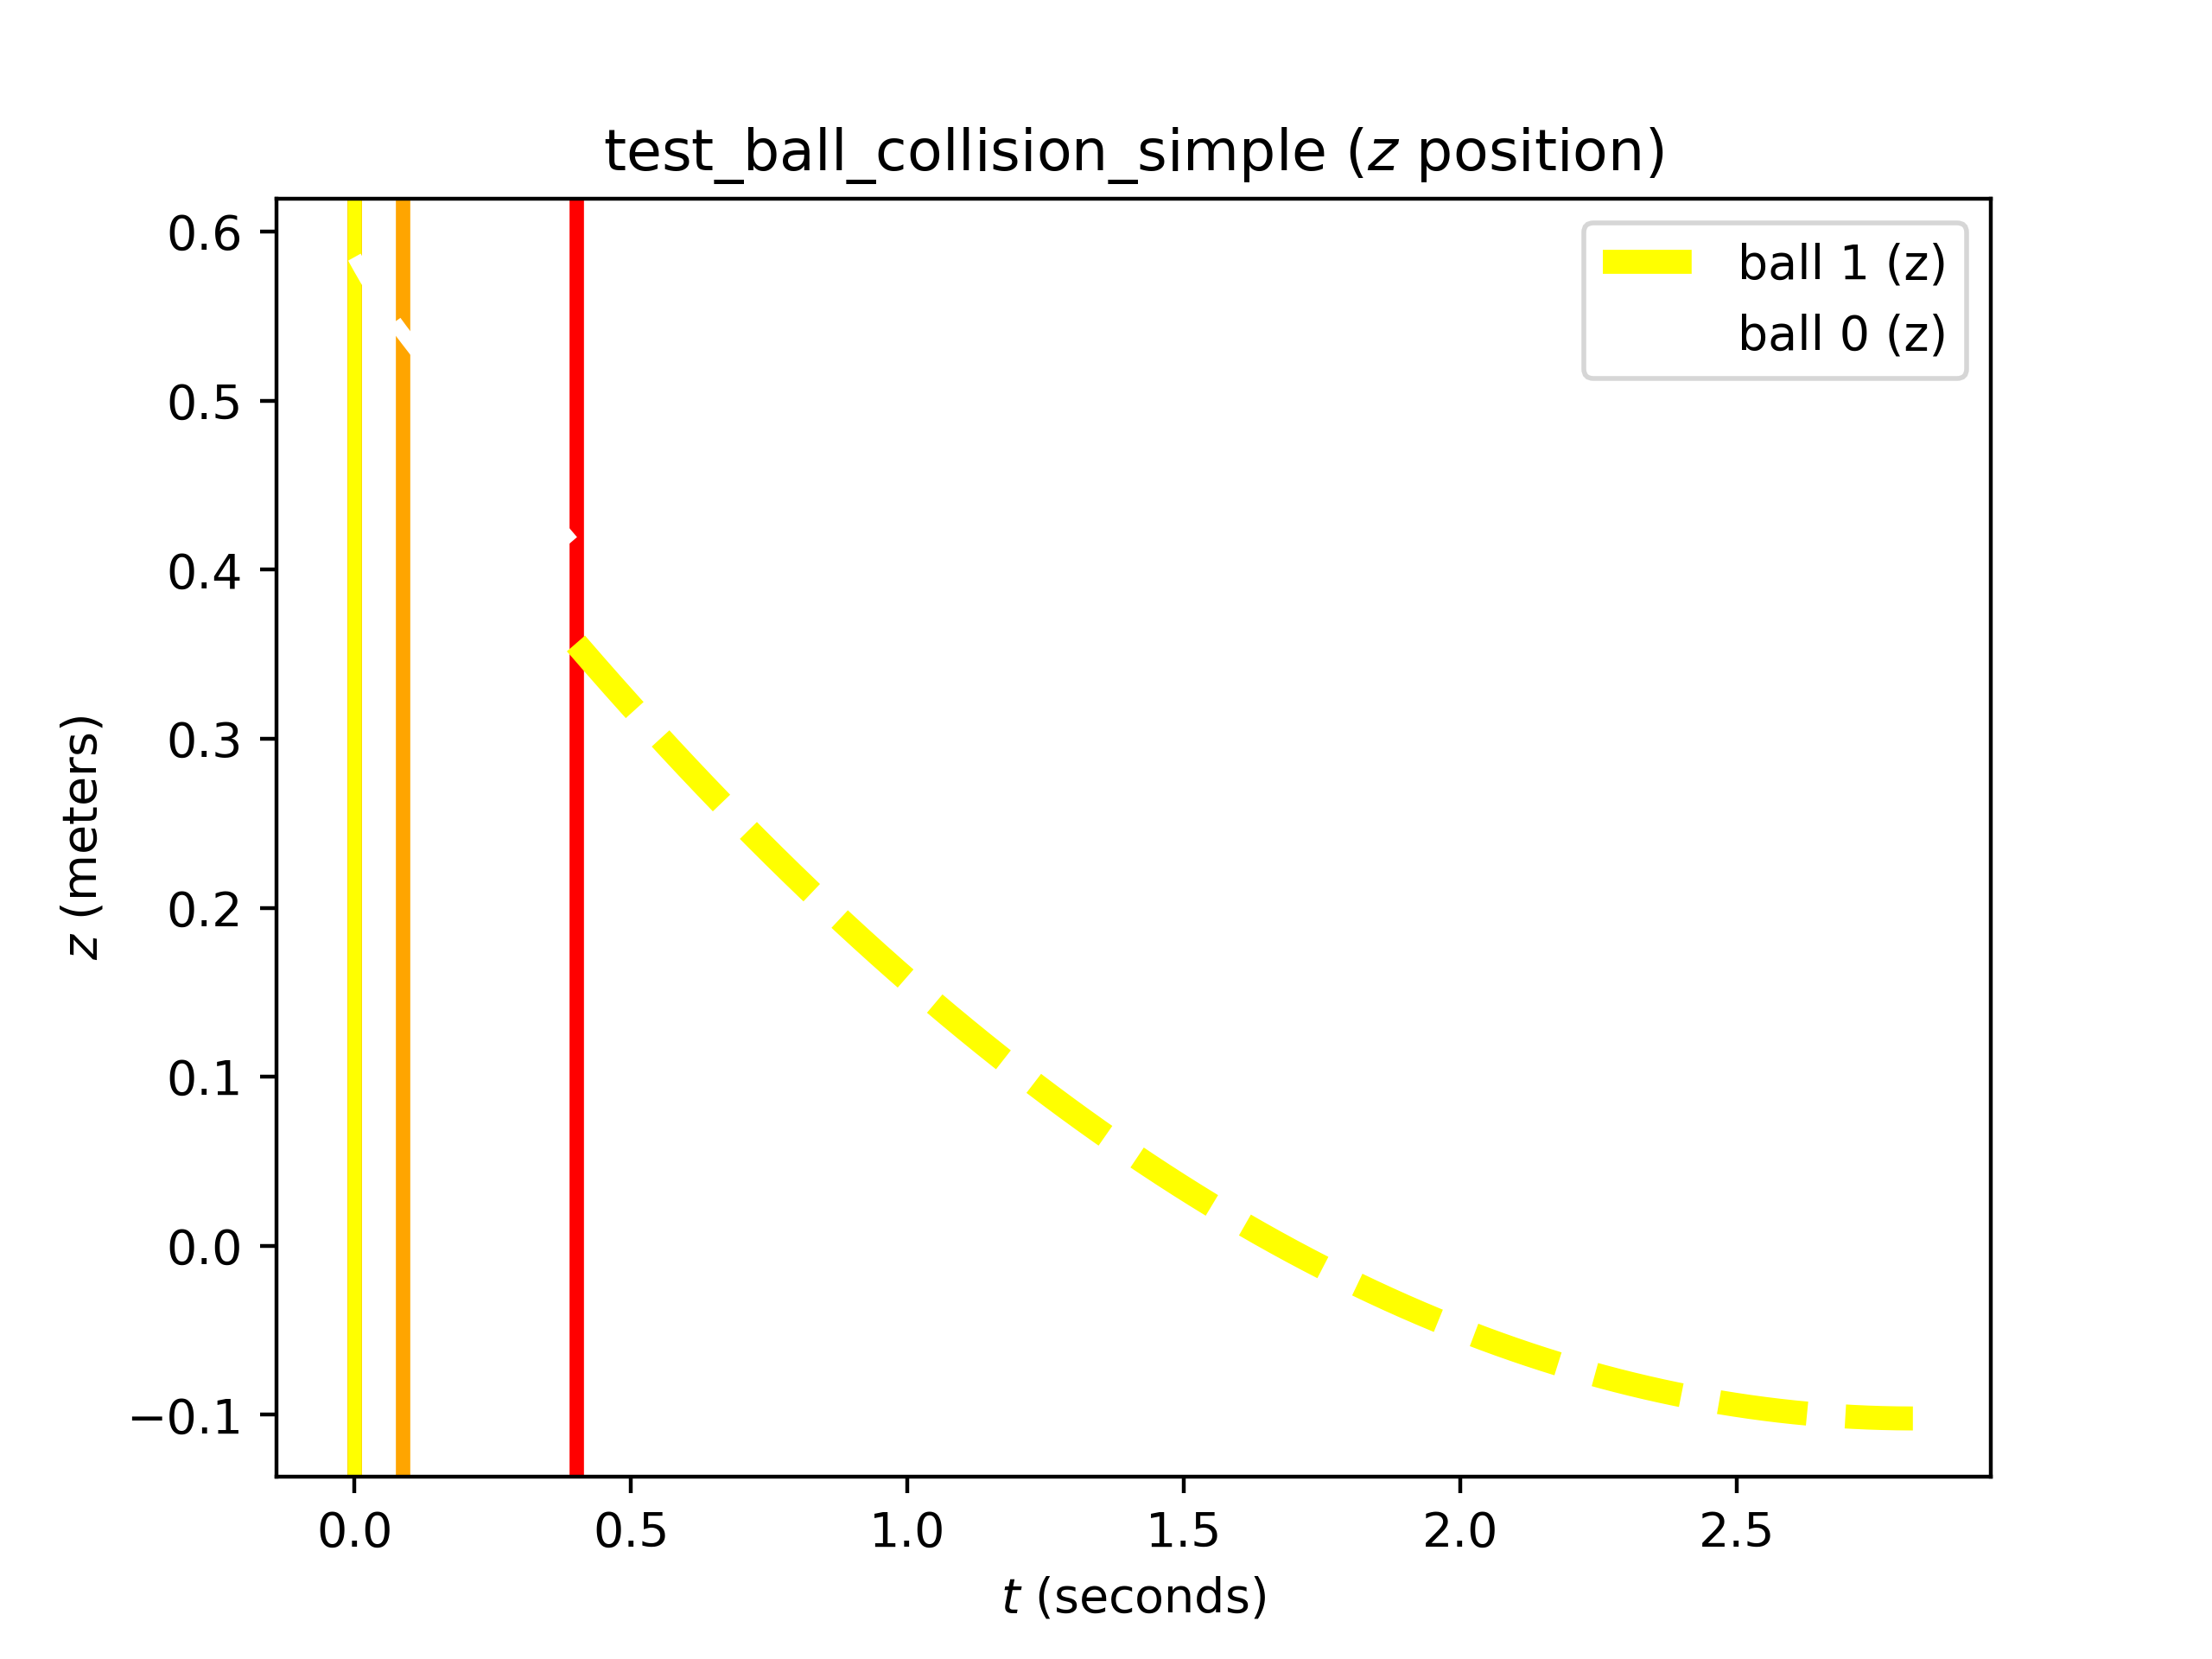 test_ball_collision_simple (z position)
ball 1 (z)
ball 0 (z)
z (meters)
0.6
0.5
0.4
0.3
0.2
0.1
0.0
−0.1
0.0 0.5 1.0 1.5 2.0 2.5
t (seconds)